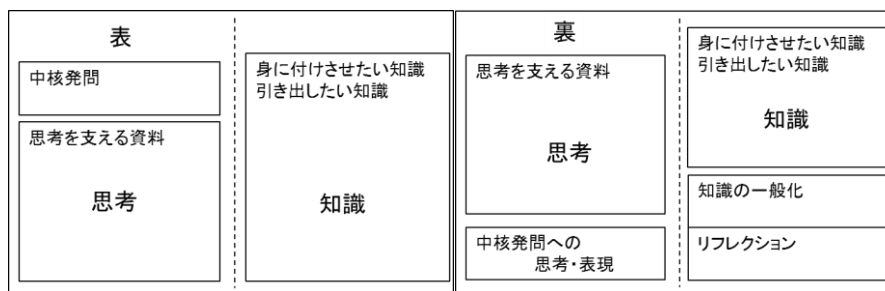 表
中核発問
思考を支える資料
思考
身に付けさせたい知識
引き出したい知識
知識
裏
思考を支える資料
思考
中核発問への
思考・表現
身に付けさせたい知識
引き出したい知識
知識
知識の一般化
リフレクション